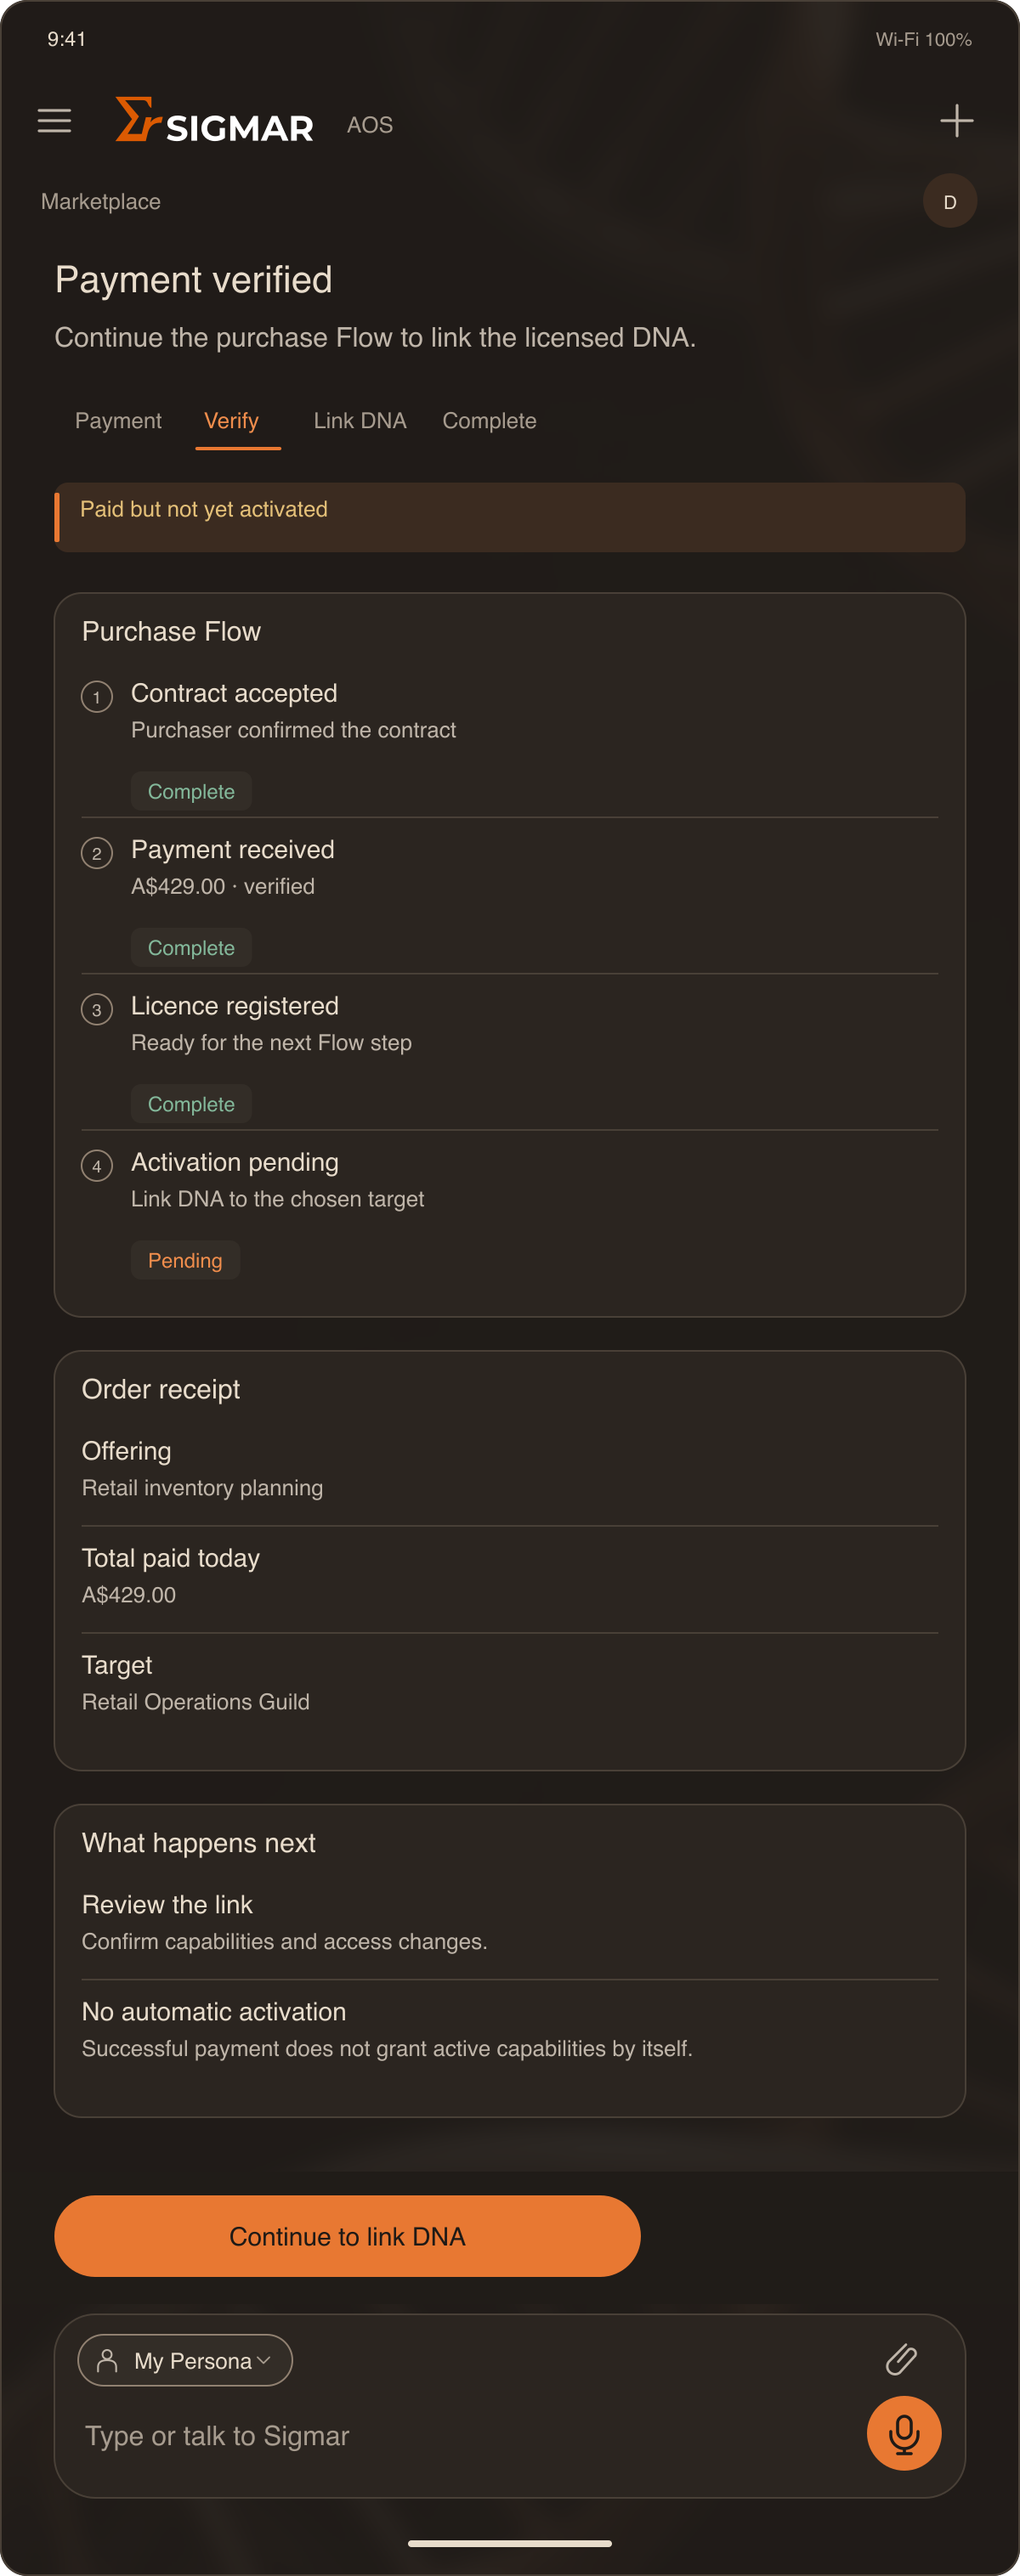 9:41
Wi-Fi 100%
Σr SIGMAR AOS
Marketplace
D
Payment verified
Continue the purchase Flow to link the licensed DNA.
Payment Verify Link DNA Complete
Paid but not yet activated
Purchase Flow
1 Contract accepted
Purchaser confirmed the contract
Complete
2 Payment received
A$429.00 · verified
Complete
3 Licence registered
Ready for the next Flow step
Complete
4 Activation pending
Link DNA to the chosen target
Pending
Order receipt
Offering
Retail inventory planning
Total paid today
A$429.00
Target
Retail Operations Guild
What happens next
Review the link
Confirm capabilities and access changes.
No automatic activation
Successful payment does not grant active capabilities by itself.
Continue to link DNA
My Persona
Type or talk to Sigmar